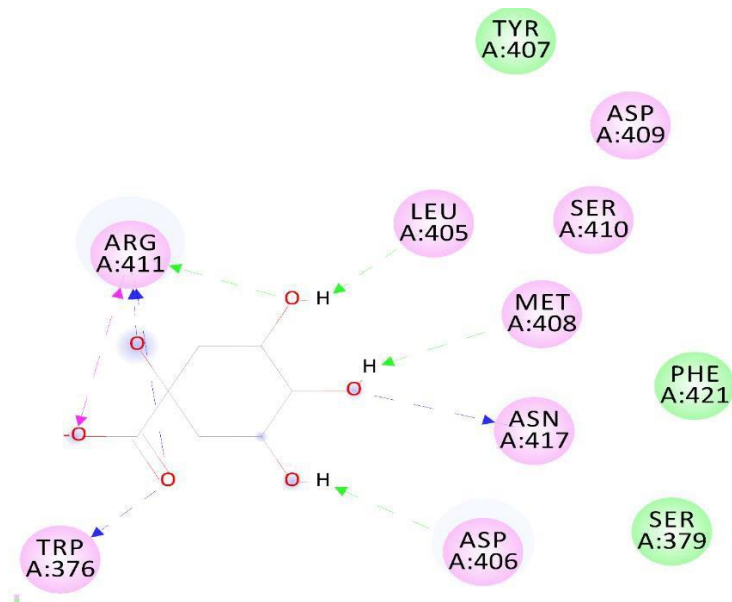 TYR
A:407
ASP
A:409
LEU
A:405
SER
A:410
ARG
A:411
O H
MET
A:408
O
H
O
PHE
A:421
ASN
A:417
-O
O
O H
SER
A:379
TRP
A:376
ASP
A:406